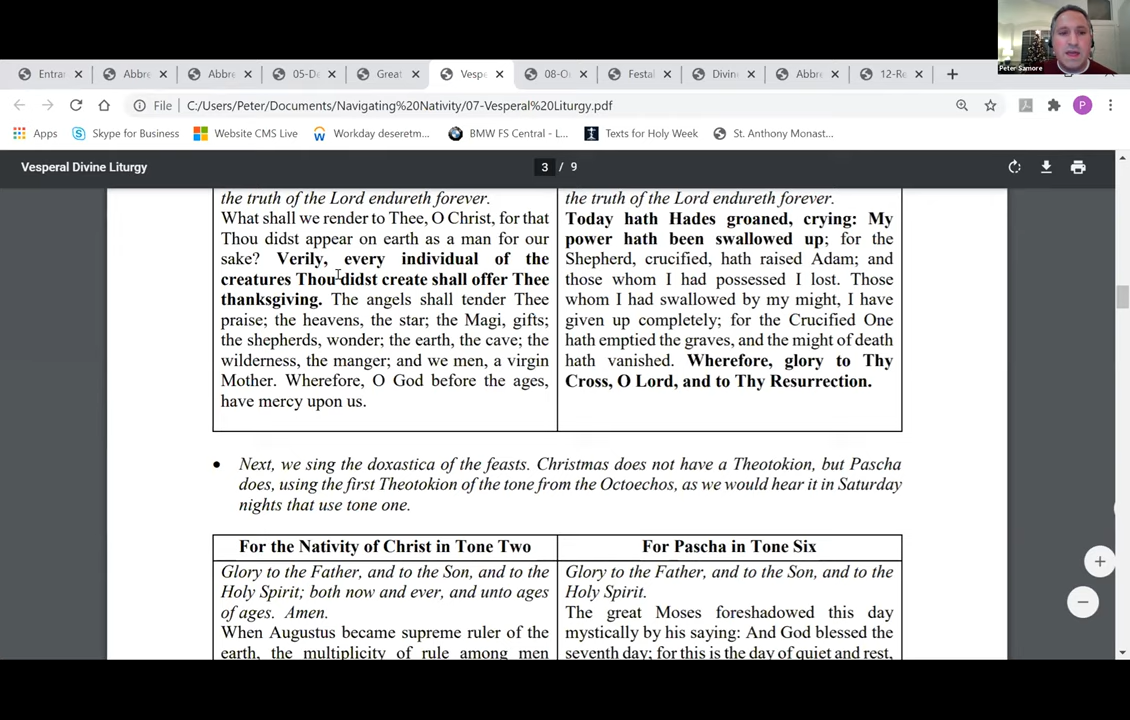 Peter Samore
Entra
Abbre
Abbre
05-De
Great
Vespe
08-O
Festal
Divin
Abbre
12-Re
File
C:/Users/Peter/Documents/Navigating%20Nativity/07-Vesperal%20Liturgy.pdf
P
Apps
Skype for Business
Website CMS Live
Workday deseretm...
BMW FS Central - L...
Texts for Holy Week
St. Anthony Monast...
Vesperal Divine Liturgy
3 / 9
the truth of the Lord endureth forever.
What shall we render to Thee, O Christ, for that
Thou didst appear on earth as a man for our
sake? Verily, every individual of the
creatures Thou didst create shall offer Thee
thanksgiving. The angels shall tender Thee
praise; the heavens, the star; the Magi, gifts;
the shepherds, wonder; the earth, the cave; the
wilderness, the manger; and we men, a virgin
Mother. Wherefore, O God before the ages,
have mercy upon us.
the truth of the Lord endureth forever.
Today hath Hades groaned, crying: My
power hath been swallowed up; for the
Shepherd, crucified, hath raised Adam; and
those whom I had possessed I lost. Those
whom I had swallowed by my might, I have
given up completely; for the Crucified One
hath emptied the graves, and the might of death
hath vanished. Wherefore, glory to Thy
Cross, O Lord, and to Thy Resurrection.
• Next, we sing the doxastica of the feasts. Christmas does not have a Theotokion, but Pascha
does, using the first Theotokion of the tone from the Octoechos, as we would hear it in Saturday
nights that use tone one.
For the Nativity of Christ in Tone Two
Glory to the Father, and to the Son, and to the
Holy Spirit; both now and ever, and unto ages
of ages. Amen.
When Augustus became supreme ruler of the
earth, the multiplicity of rule among men
For Pascha in Tone Six
Glory to the Father, and to the Son, and to the
Holy Spirit.
The great Moses foreshadowed this day
mystically by his saying: And God blessed the
seventh day; for this is the day of quiet and rest,